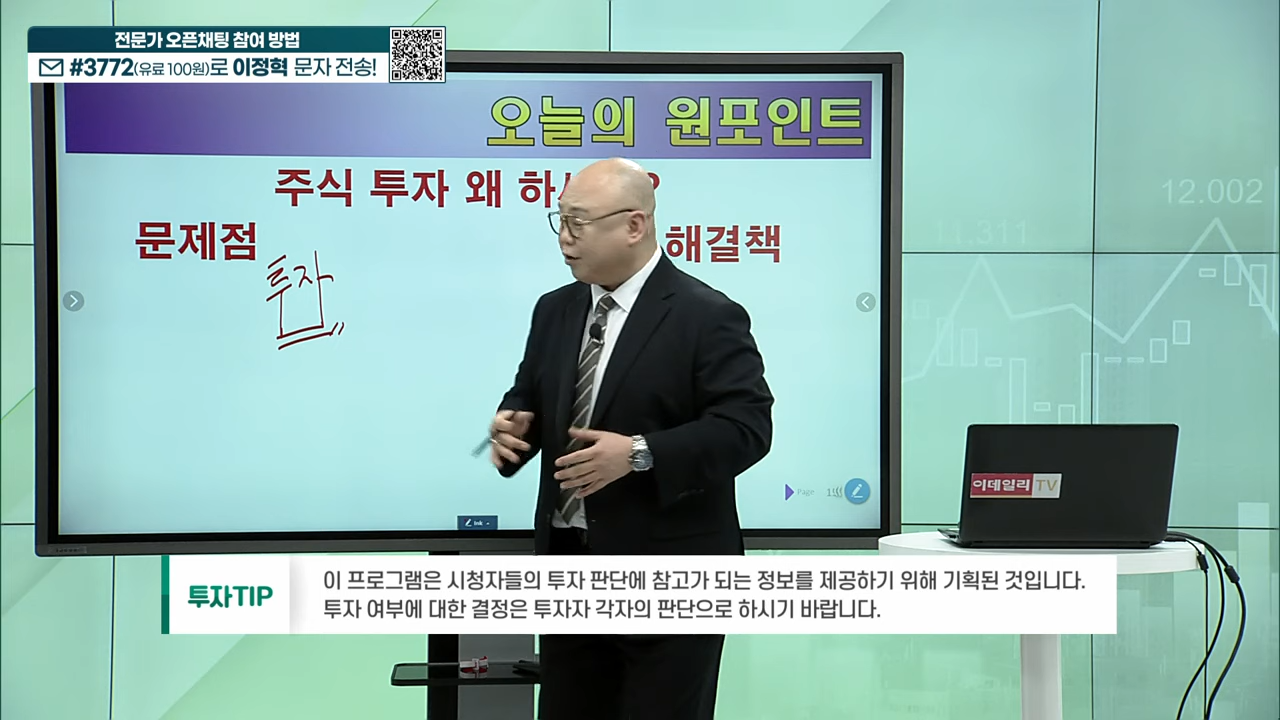 전문가 오픈채팅 참여 방법
#3772(유료 100원)로 이정혁 문자 전송!
오늘의 원포인트
주식 투자 왜 하
문제점
해결책
투자
12.002
11.311
Page
Ink
이데일리 TV
투자TIP
이 프로그램은 시청자들의 투자 판단에 참고가 되는 정보를 제공하기 위해 기획된 것입니다.
투자 여부에 대한 결정은 투자자 각자의 판단으로 하시기 바랍니다.